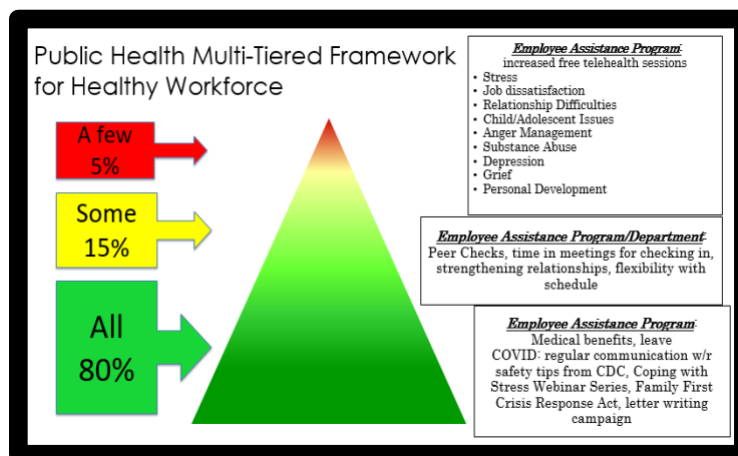 Public Health Multi-Tiered Framework
for Healthy Workforce
A few
5%
Some
15%
All
80%
Employee Assistance Program:
increased free telehealth sessions
• Stress
• Job dissatisfaction
• Relationship Difficulties
• Child/Adolescent Issues
• Anger Management
• Substance Abuse
• Depression
• Grief
• Personal Development
Employee Assistance Program/Department:
Peer Checks, time in meetings for checking in,
strengthening relationships, flexibility with
schedule
Employee Assistance Program:
Medical benefits, leave
COVID: regular communication w/r
safety tips from CDC, Coping with
Stress Webinar Series, Family First
Crisis Response Act, letter writing
campaign